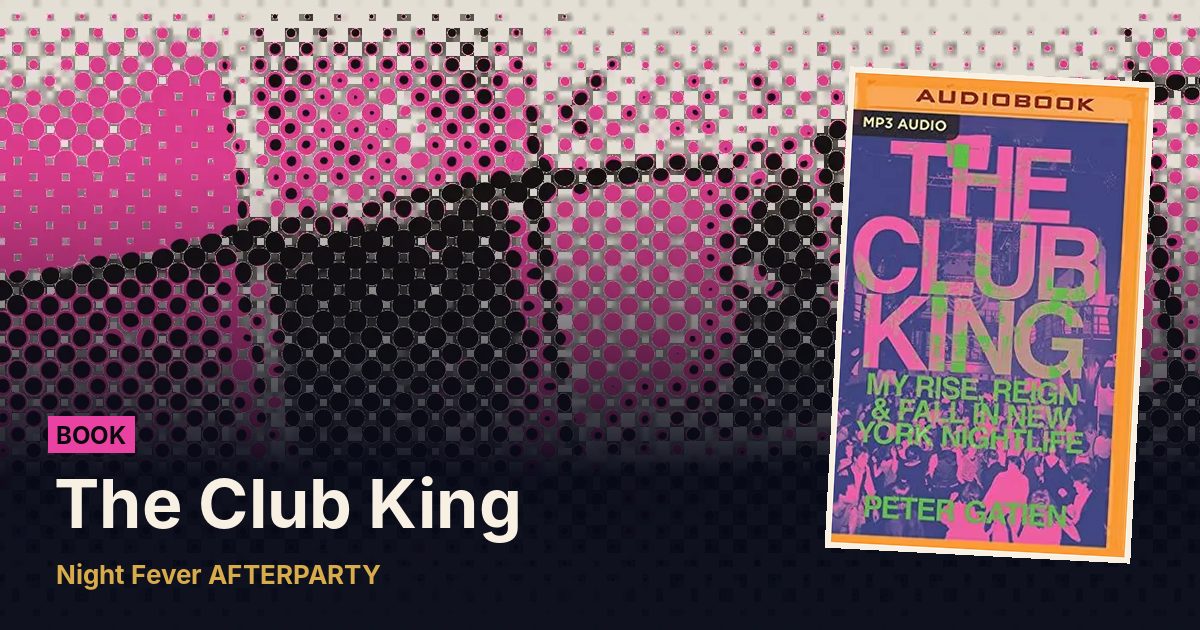 BOOK
The Club King
Night Fever AFTERPARTY
AUDIOBOOK
MP3 AUDIO
THE
CLUB
KING
MY RISE, REIGN
& FALL IN NEW
YORK NIGHTLIFE
PETER GATIEN